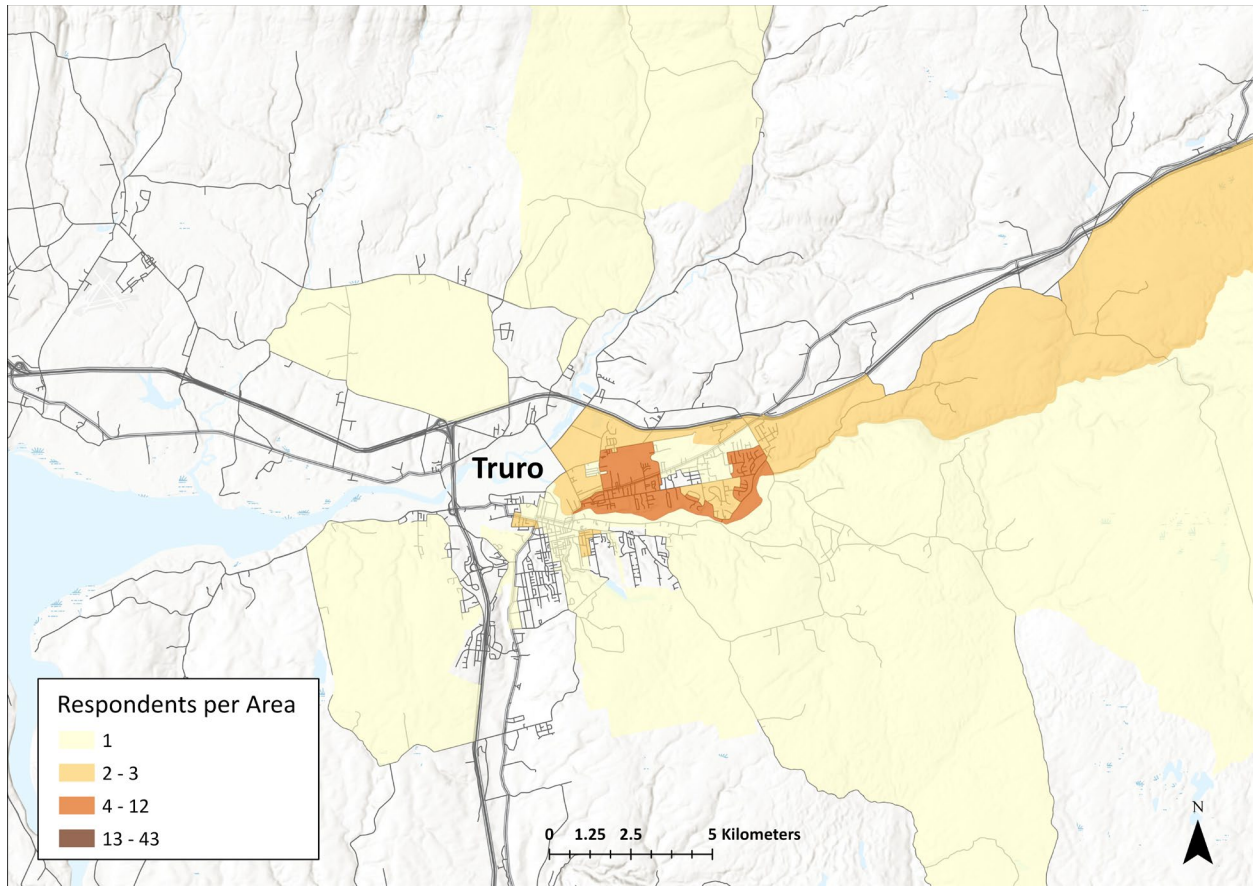 Truro
Respondents per Area
1
2 - 3
4 - 12
13 - 43
0 1.25 2.5 5 Kilometers
N